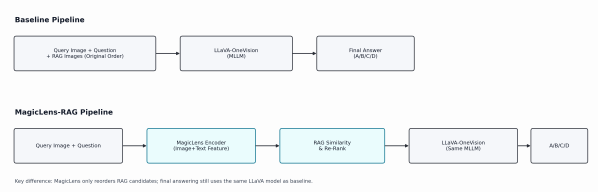 Baseline Pipeline
Query Image + Question
+ RAG Images (Original Order)
LLaVA-OneVision
(MLLM)
Final Answer
(A/B/C/D)
MagicLens-RAG Pipeline
Query Image + Question
MagicLens Encoder
(Image+Text Feature)
RAG Similarity
& Re-Rank
LLaVA-OneVision
(Same MLLM)
A/B/C/D
Key difference: MagicLens only reorders RAG candidates; final answering still uses the same LLaVA model as baseline.